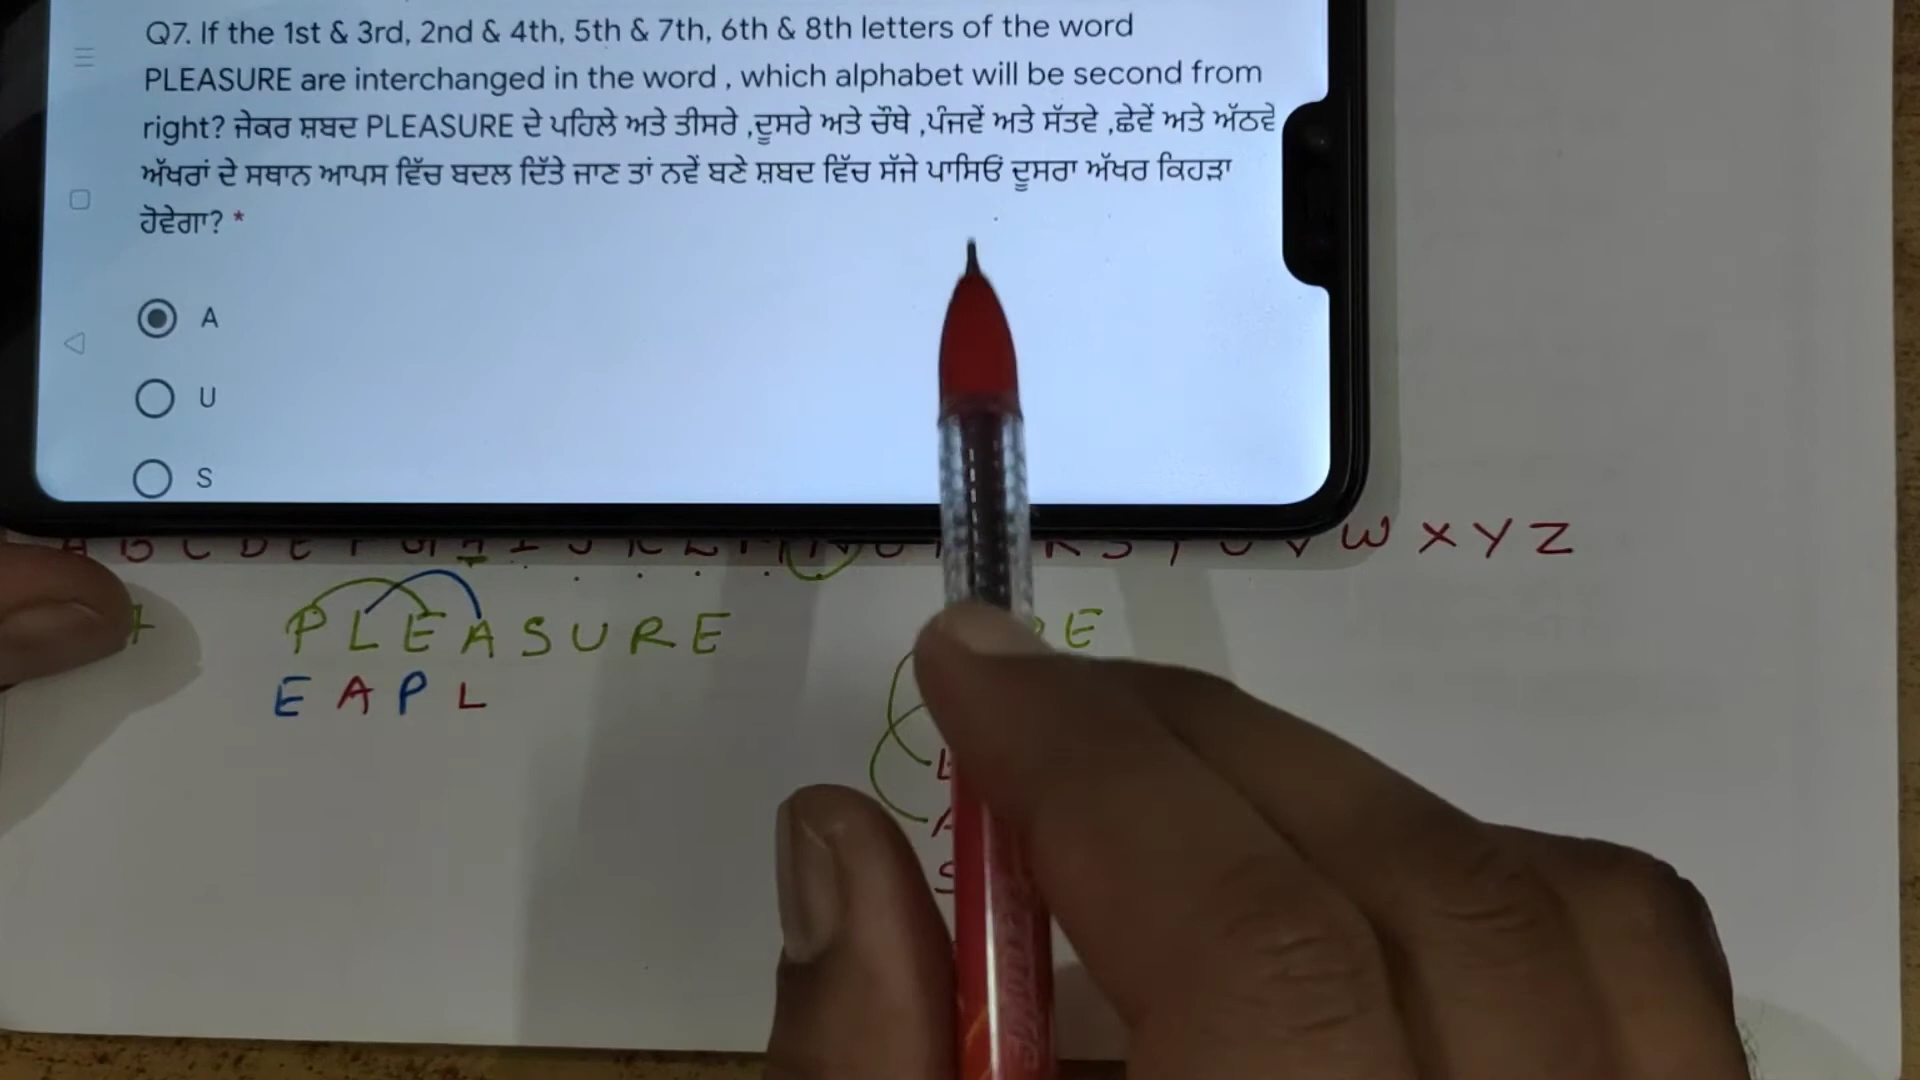 Q7. If the 1st & 3rd, 2nd & 4th, 5th & 7th, 6th & 8th letters of the word
PLEASURE are interchanged in the word , which alphabet will be second from
right? ਜੇਕਰ ਸ਼ਬਦ PLEASURE ਦੇ ਪਹਿਲੇ ਅਤੇ ਤੀਸਰੇ ,ਦੂਸਰੇ ਅਤੇ ਚੌਥੇ ,ਪੰਜਵੇਂ ਅਤੇ ਸੱਤਵੇ ,ਛੇਵੇਂ ਅਤੇ ਅੱਠਵੇ
ਅੱਖਰਾਂ ਦੇ ਸਥਾਨ ਆਪਸ ਵਿੱਚ ਬਦਲ ਦਿੱਤੇ ਜਾਣ ਤਾਂ ਨਵੇਂ ਬਣੇ ਸ਼ਬਦ ਵਿੱਚ ਸੱਜੇ ਪਾਸਿਓਂ ਦੂਸਰਾ ਅੱਖਰ ਕਿਹੜਾ
ਹੋਵੇਗਾ? *
A
U
S
W X Y Z
PLEASURE
E
E A P L